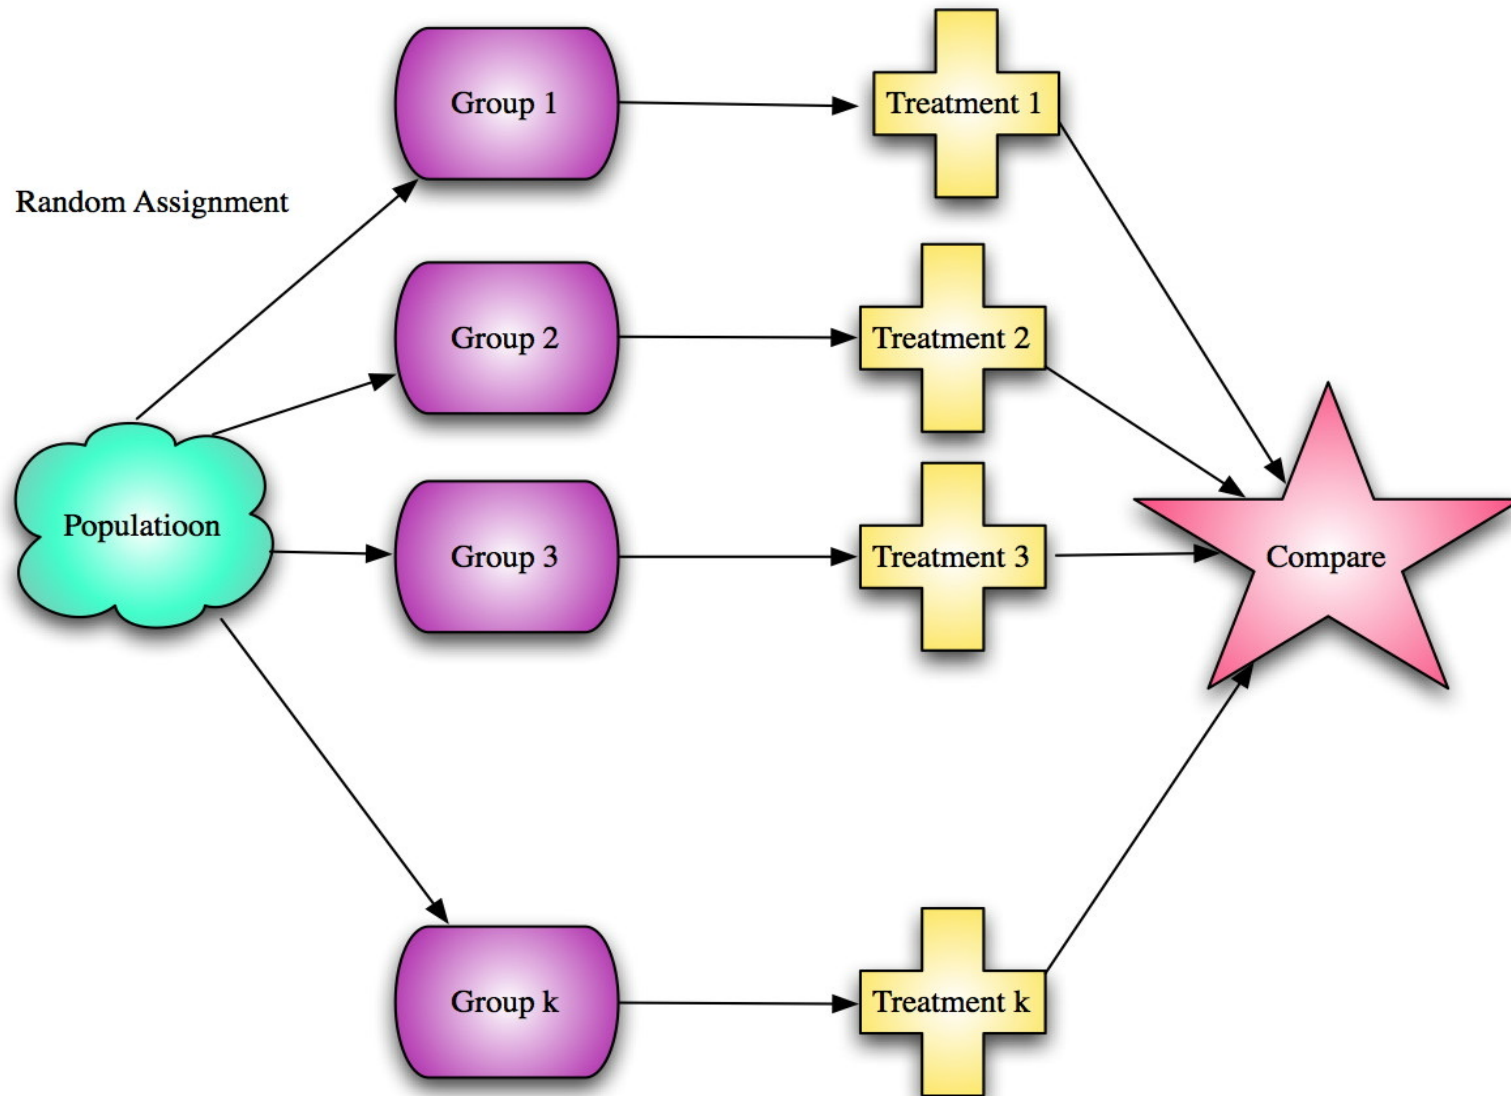 Group 1
Treatment 1
Random Assignment
Group 2
Treatment 2
Populatioon
Group 3
Treatment 3
Compare
Group k
Treatment k